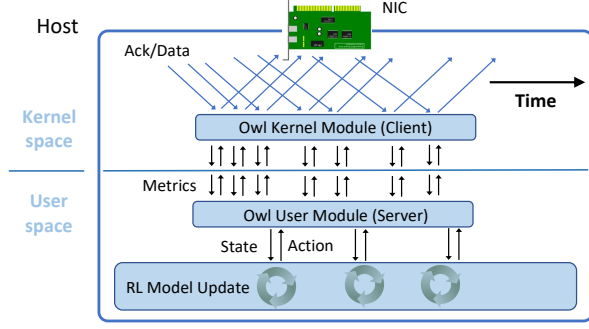 Host
NIC
Ack/Data
Time
Kernel
space
Owl Kernel Module (Client)
Metrics
User
space
Owl User Module (Server)
State
Action
RL Model Update